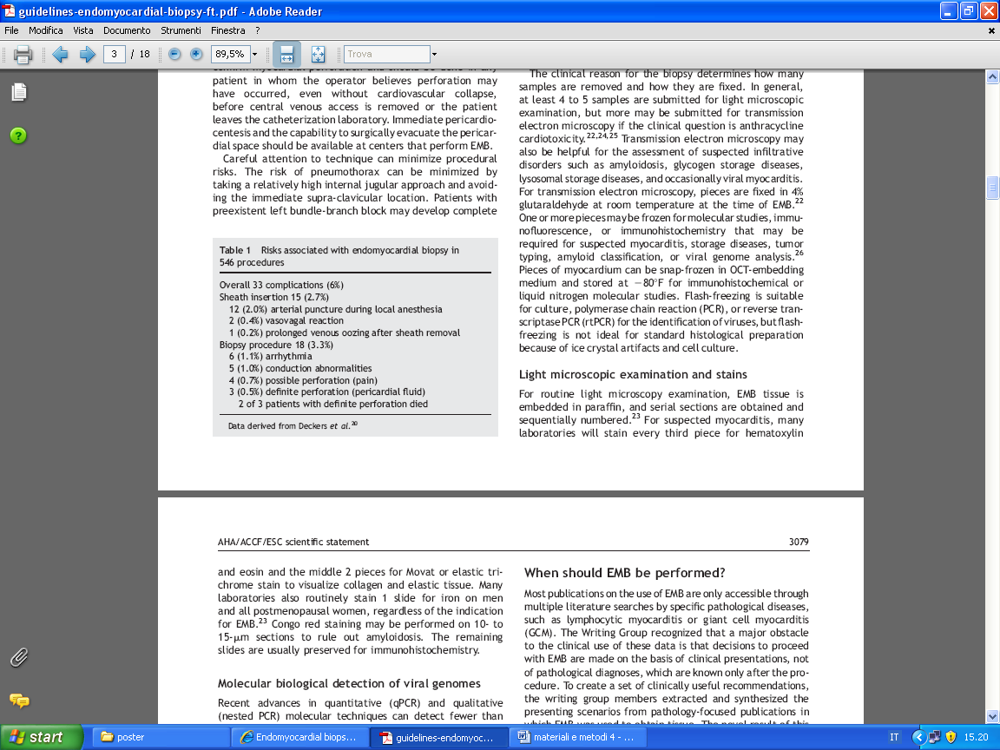 guidelines-endomyocardial-biopsy-ft.pdf - Adobe Reader
File Modifica Vista Documento Strumenti Finestra ?
3 / 18 89,5% Trova
patient in whom the operator believes perforation may
have occurred, even without cardiovascular collapse,
before central venous access is removed or the patient
leaves the catheterization laboratory. Immediate pericardio-
centesis and the capability to surgically evacuate the pericar-
dial space should be available at centers that perform EMB.
Careful attention to technique can minimize procedural
risks. The risk of pneumothorax can be minimized by
taking a relatively high internal jugular approach and avoid-
ing the immediate supra-clavicular location. Patients with
preexistent left bundle-branch block may develop complete
Table 1 Risks associated with endomyocardial biopsy in
546 procedures
Overall 33 complications (6%)
Sheath insertion 15 (2.7%)
12 (2.0%) arterial puncture during local anesthesia
2 (0.4%) vasovagal reaction
1 (0.2%) prolonged venous oozing after sheath removal
Biopsy procedure 18 (3.3%)
6 (1.1%) arrhythmia
5 (1.0%) conduction abnormalities
4 (0.7%) possible perforation (pain)
3 (0.5%) definite perforation (pericardial fluid)
2 of 3 patients with definite perforation died
Data derived from Deckers et al.20
The clinical reason for the biopsy determines how many
samples are removed and how they are fixed. In general,
at least 4 to 5 samples are submitted for light microscopic
examination, but more may be submitted for transmission
electron microscopy if the clinical question is anthracycline
cardiotoxicity.22,24,25 Transmission electron microscopy may
also be helpful for the assessment of suspected infiltrative
disorders such as amyloidosis, glycogen storage diseases,
lysosomal storage diseases, and occasionally viral myocarditis.
For transmission electron microscopy, pieces are fixed in 4%
glutaraldehyde at room temperature at the time of EMB.22
One or more pieces may be frozen for molecular studies, immu-
nofluorescence, or immunohistochemistry that may be
required for suspected myocarditis, storage diseases, tumor
typing, amyloid classification, or viral genome analysis.26
Pieces of myocardium can be snap-frozen in OCT-embedding
medium and stored at −80°F for immunohistochemical or
liquid nitrogen molecular studies. Flash-freezing is suitable
for culture, polymerase chain reaction (PCR), or reverse tran-
scriptase PCR (rtPCR) for the identification of viruses, but flash-
freezing is not ideal for standard histological preparation
because of ice crystal artifacts and cell culture.
Light microscopic examination and stains
For routine light microscopy examination, EMB tissue is
embedded in paraffin, and serial sections are obtained and
sequentially numbered.23 For suspected myocarditis, many
laboratories will stain every third piece for hematoxylin
AHA/ACCF/ESC scientific statement 3079
and eosin and the middle 2 pieces for Movat or elastic tri-
chrome stain to visualize collagen and elastic tissue. Many
laboratories also routinely stain 1 slide for iron on men
and all postmenopausal women, regardless of the indication
for EMB.23 Congo red staining may be performed on 10- to
15-μm sections to rule out amyloidosis. The remaining
slides are usually preserved for immunohistochemistry.
Molecular biological detection of viral genomes
Recent advances in quantitative (qPCR) and qualitative
(nested PCR) molecular techniques can detect fewer than
When should EMB be performed?
Most publications on the use of EMB are only accessible through
multiple literature searches by specific pathological diseases,
such as lymphocytic myocarditis or giant cell myocarditis
(GCM). The Writing Group recognized that a major obstacle
to the clinical use of these data is that decisions to proceed
with EMB are made on the basis of clinical presentations, not
of pathological diagnoses, which are known only after the pro-
cedure. To create a set of clinically useful recommendations,
the writing group members extracted and synthesized the
presenting scenarios from pathology-focused publications in
which EMB was used to obtain tissue. The novel result of this
start poster Endomyocardial biops... guidelines-endomyoc... materiali e metodi 4 - ... IT 15.20